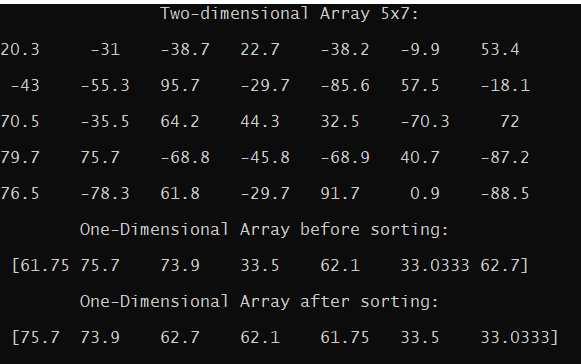 Two-dimensional Array 5x7:
20.3 -31 -38.7 22.7 -38.2 -9.9 53.4
-43 -55.3 95.7 -29.7 -85.6 57.5 -18.1
70.5 -35.5 64.2 44.3 32.5 -70.3 72
79.7 75.7 -68.8 -45.8 -68.9 40.7 -87.2
76.5 -78.3 61.8 -29.7 91.7 0.9 -88.5
One-Dimensional Array before sorting:
[61.75 75.7 73.9 33.5 62.1 33.0333 62.7]
One-Dimensional Array after sorting:
[75.7 73.9 62.7 62.1 61.75 33.5 33.0333]